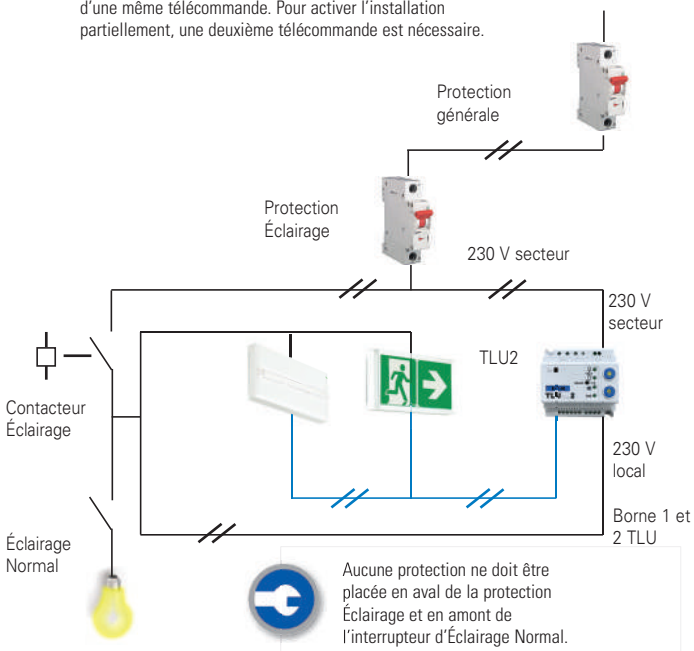 d'une même télécommande. Pour activer l'installation
partiellement, une deuxième télécommande est nécessaire.
Protection
générale
Protection
Éclairage
230 V secteur
230 V
secteur
TLU2
TLU 2
Contacteur
Éclairage
230 V
local
Borne 1 et
2 TLU
Éclairage
Normal
Aucune protection ne doit être
placée en aval de la protection
Éclairage et en amont de
l'interrupteur d'Éclairage Normal.